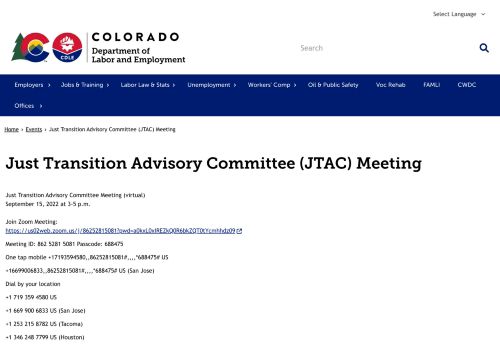 Select Language
COLORADO
Department of
Labor and Employment
CDLE
Search
Employers Jobs & Training Labor Law & Stats Unemployment Workers' Comp Oil & Public Safety Voc Rehab FAMLI CWDC
Offices
Home › Events › Just Transition Advisory Committee (JTAC) Meeting
Just Transition Advisory Committee (JTAC) Meeting
Just Transition Advisory Committee Meeting (virtual)
September 15, 2022 at 3-5 p.m.
Join Zoom Meeting:
https://us02web.zoom.us/j/86252815081?pwd=a0kxL0xIREZkQ0R6bkZQT0tYcmhhdz09
Meeting ID: 862 5281 5081 Passcode: 688475
One tap mobile +17193594580,,86252815081#,,,,*688475# US
+16699006833,,86252815081#,,,,*688475# US (San Jose)
Dial by your location
+1 719 359 4580 US
+1 669 900 6833 US (San Jose)
+1 253 215 8782 US (Tacoma)
+1 346 248 7799 US (Houston)